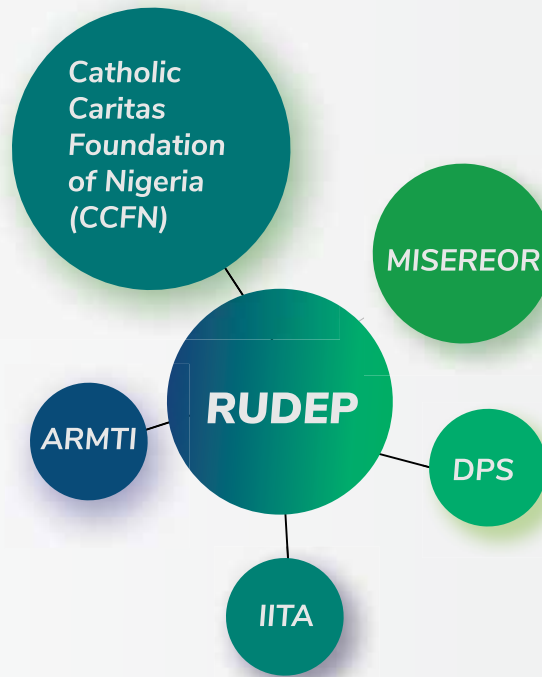 Catholic
Caritas
Foundation
of Nigeria
(CCFN)
MISEREOR
RUDEP
ARMTI
DPS
IITA